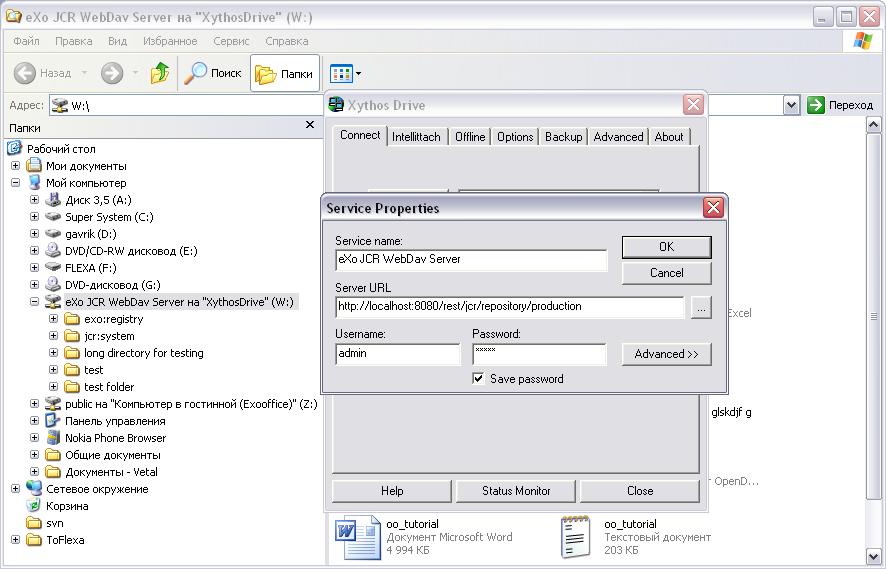 eXo JCR WebDav Server на "XythosDrive" (W:)
Файл Правка Вид Избранное Сервис Справка
Назад Поиск Папки
Адрес: W:\ Переход
Папки
Рабочий стол
Мои документы
Мой компьютер
Диск 3,5 (A:)
Super System (C:)
gavrik (D:)
DVD/CD-RW дисковод (E:)
FLEXA (F:)
DVD-дисковод (G:)
eXo JCR WebDav Server на "XythosDrive" (W:)
exo:registry
jcr:system
long directory for testing
test
test folder
public на "Компьютер в гостинной (Exooffice)" (Z:)
Панель управления
Nokia Phone Browser
Общие документы
Документы - Vetal
Сетевое окружение
Корзина
svn
ToFlexa
Xythos Drive
Connect Intellittach Offline Options Backup Advanced About
Service Properties
Service name:
eXo JCR WebDav Server
OK
Cancel
Server URL
http://localhost:8080/rest/jcr/repository/production
...
Username: Password:
admin ***** Advanced >>
Save password
Help Status Monitor Close
Excel
glskdjf g
OpenD...
oo_tutorial
Документ Microsoft Word
4 994 КБ
oo_tutorial
Текстовый документ
203 КБ